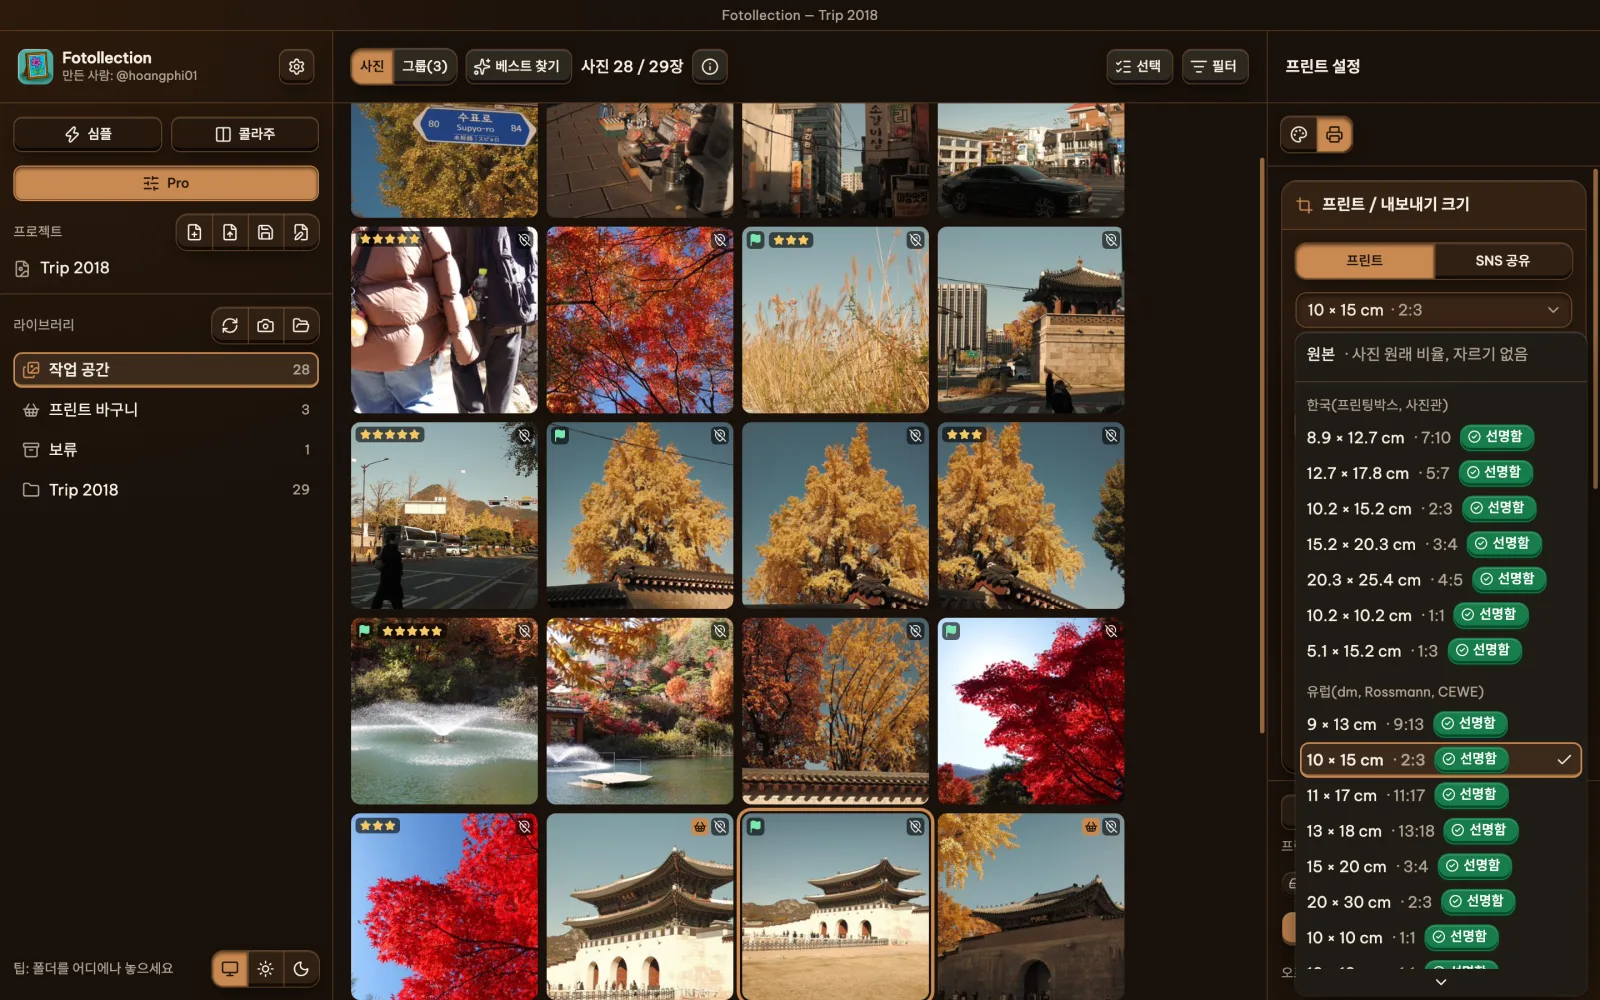 Fotollection — Trip 2018
Fotollection
만든 사람: @hoangphi01
심플
콜라주
Pro
프로젝트
Trip 2018
라이브러리
작업 공간 28
프린트 바구니 3
보류 1
Trip 2018 29
팁: 폴더를 어디에나 놓으세요
사진
그룹(3)
베스트 찾기
사진 28 / 29장
선택
필터
80 수표로 84
Supyo-ro
프린트 설정
프린트 / 내보내기 크기
프린트
SNS 공유
10 × 15 cm · 2:3
원본 · 사진 원래 비율, 자르기 없음
한국(프린팅박스, 사진관)
8.9 × 12.7 cm · 7:10 선명함
12.7 × 17.8 cm · 5:7 선명함
10.2 × 15.2 cm · 2:3 선명함
15.2 × 20.3 cm · 3:4 선명함
20.3 × 25.4 cm · 4:5 선명함
10.2 × 10.2 cm · 1:1 선명함
5.1 × 15.2 cm · 1:3 선명함
유럽(dm, Rossmann, CEWE)
9 × 13 cm · 9:13 선명함
10 × 15 cm · 2:3 선명함
11 × 17 cm · 11:17 선명함
13 × 18 cm · 13:18 선명함
15 × 20 cm · 3:4 선명함
20 × 30 cm · 2:3 선명함
10 × 10 cm · 1:1 선명함